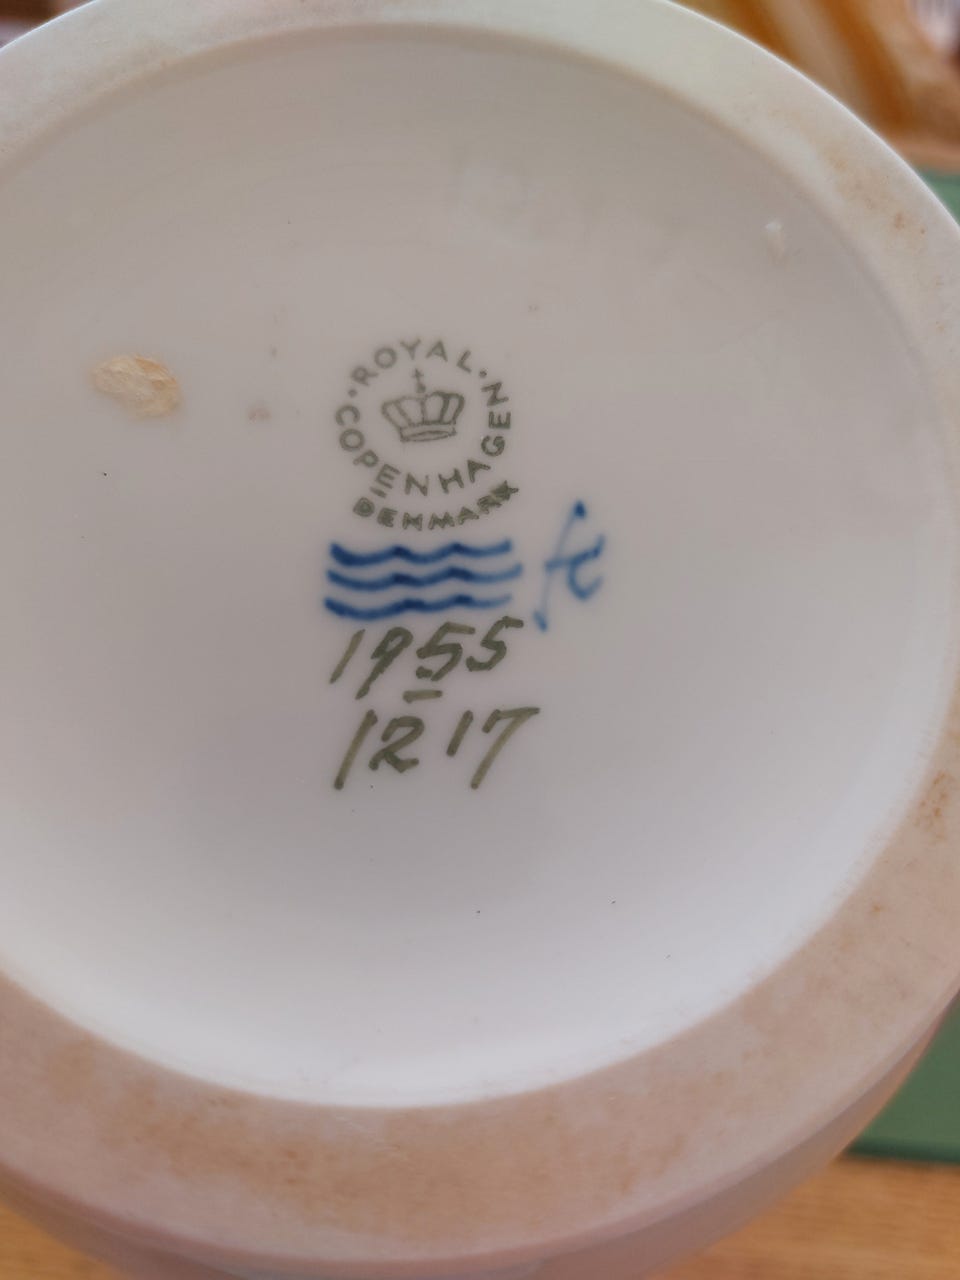 ROYAL
COPENHAGEN
DENMARK
1955
1217